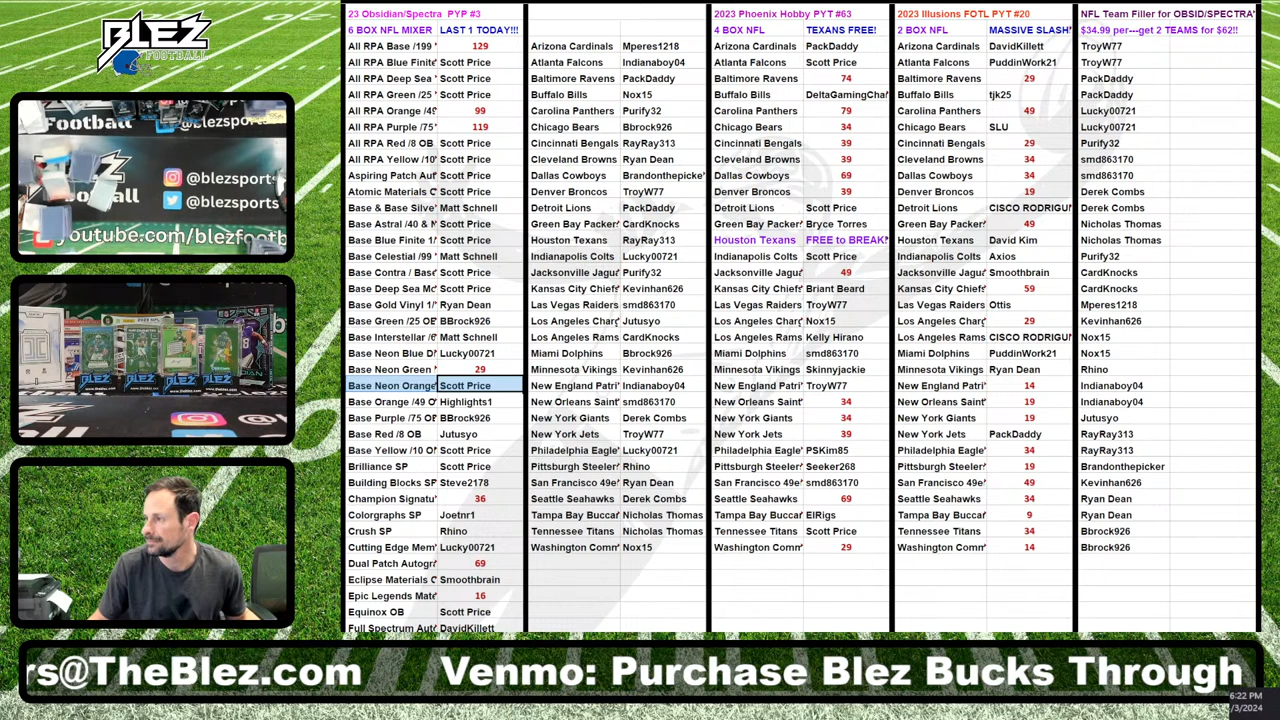 BLEZ
FOOTBALL
Football
@blezsports
@blezsports
@blezsports
youtube.com/blezfootb
23 Obsidian/Spectra PYP #3
6 BOX NFL MIXER LAST 1 TODAY!!!
All RPA Base /199 129
All RPA Blue Finite Scott Price
All RPA Deep Sea Scott Price
All RPA Green /25 Scott Price
All RPA Orange /49 99
All RPA Purple /75 119
All RPA Red /8 OB Scott Price
All RPA Yellow /10 Scott Price
Aspiring Patch Aut Scott Price
Atomic Materials C Scott Price
Base & Base Silve Matt Schnell
Base Astral /40 & N Scott Price
Base Blue Finite 1/ Scott Price
Base Celestial /99 Matt Schnell
Base Contra / Base Scott Price
Base Deep Sea Mo Scott Price
Base Gold Vinyl 1/ Ryan Dean
Base Green /25 OB BBrock926
Base Interstellar /6 Matt Schnell
Base Neon Blue D Lucky00721
Base Neon Green 29
Base Neon Orange Scott Price
Base Orange /49 O Highlights1
Base Purple /75 OB BBrock926
Base Red /8 OB Jutusyo
Base Yellow /10 O Scott Price
Brilliance SP Scott Price
Building Blocks SP Steve2178
Champion Signatu 36
Colorgraphs SP Joetnr1
Crush SP Rhino
Cutting Edge Mem Lucky00721
Dual Patch Autogr 69
Eclipse Materials C Smoothbrain
Epic Legends Mate 16
Equinox OB Scott Price
Full Spectrum Aut DavidKillett
Arizona Cardinals Mperes1218
Atlanta Falcons Indianaboy04
Baltimore Ravens PackDaddy
Buffalo Bills Nox15
Carolina Panthers Purify32
Chicago Bears Bbrock926
Cincinnati Bengals RayRay313
Cleveland Browns Ryan Dean
Dallas Cowboys Brandonthepicke
Denver Broncos TroyW77
Detroit Lions PackDaddy
Green Bay Packers CardKnocks
Houston Texans RayRay313
Indianapolis Colts Lucky00721
Jacksonville Jagua Purify32
Kansas City Chiefs Kevinhan626
Las Vegas Raiders smd863170
Los Angeles Charg Jutusyo
Los Angeles Rams CardKnocks
Miami Dolphins Bbrock926
Minnesota Vikings Kevinhan626
New England Patri Indianaboy04
New Orleans Saint smd863170
New York Giants Derek Combs
New York Jets TroyW77
Philadelphia Eagle Lucky00721
Pittsburgh Steeler Rhino
San Francisco 49e Ryan Dean
Seattle Seahawks Derek Combs
Tampa Bay Buccan Nicholas Thomas
Tennessee Titans Nicholas Thomas
Washington Comm Nox15
2023 Phoenix Hobby PYT #63
4 BOX NFL TEXANS FREE!
Arizona Cardinals PackDaddy
Atlanta Falcons Scott Price
Baltimore Ravens 74
Buffalo Bills DeltaGamingCha
Carolina Panthers 79
Chicago Bears 34
Cincinnati Bengals 39
Cleveland Browns 39
Dallas Cowboys 69
Denver Broncos 39
Detroit Lions Scott Price
Green Bay Packer Bryce Torres
Houston Texans FREE to BREAK
Indianapolis Colts Scott Price
Jacksonville Jagua 49
Kansas City Chiefs Briant Beard
Las Vegas Raiders TroyW77
Los Angeles Charg Nox15
Los Angeles Rams Kelly Hirano
Miami Dolphins smd863170
Minnesota Vikings Skinnyjackie
New England Patri TroyW77
New Orleans Saint 34
New York Giants 34
New York Jets 39
Philadelphia Eagle PSKim85
Pittsburgh Steeler Seeker268
San Francisco 49e smd863170
Seattle Seahawks 69
Tampa Bay Buccan ElRigs
Tennessee Titans Scott Price
Washington Comm 29
2023 Illusions FOTL PYT #20
2 BOX NFL MASSIVE SLASH
Arizona Cardinals DavidKillett
Atlanta Falcons PuddinWork21
Baltimore Ravens 29
Buffalo Bills tjk25
Carolina Panthers 49
Chicago Bears SLU
Cincinnati Bengals 29
Cleveland Browns 34
Dallas Cowboys 34
Denver Broncos 19
Detroit Lions CISCO RODRIGU
Green Bay Packer 49
Houston Texans David Kim
Indianapolis Colts Axios
Jacksonville Jagua Smoothbrain
Kansas City Chiefs 59
Las Vegas Raiders Ottis
Los Angeles Charg 29
Los Angeles Rams CISCO RODRIGU
Miami Dolphins PuddinWork21
Minnesota Vikings Ryan Dean
New England Patri 14
New Orleans Saint 19
New York Giants 19
New York Jets PackDaddy
Philadelphia Eagle 34
Pittsburgh Steeler 19
San Francisco 49e 49
Seattle Seahawks 34
Tampa Bay Buccan 9
Tennessee Titans 34
Washington Comm 14
NFL Team Filler for OBSID/SPECTRA
$34.99 per---get 2 TEAMS for $62!!
TroyW77
TroyW77
PackDaddy
PackDaddy
Lucky00721
Lucky00721
Purify32
smd863170
smd863170
Derek Combs
Derek Combs
Nicholas Thomas
Nicholas Thomas
Purify32
CardKnocks
CardKnocks
Mperes1218
Kevinhan626
Nox15
Nox15
Rhino
Indianaboy04
Indianaboy04
Jutusyo
RayRay313
RayRay313
Brandonthepicker
Kevinhan626
Ryan Dean
Ryan Dean
Bbrock926
Bbrock926
rs@TheBlez.com Venmo: Purchase Blez Bucks Through
6:22 PM
/3/2024